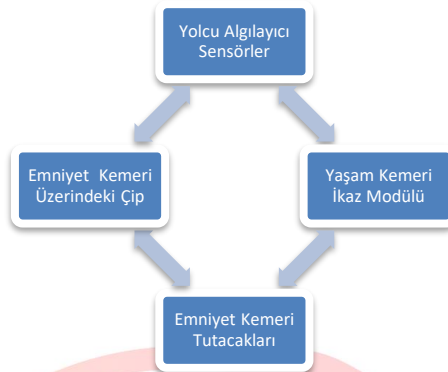 Yolcu Algılayıcı
Sensörler
Emniyet Kemeri
Üzerindeki Çip
Yaşam Kemeri
İkaz Modülü
Emniyet Kemeri
Tutacakları